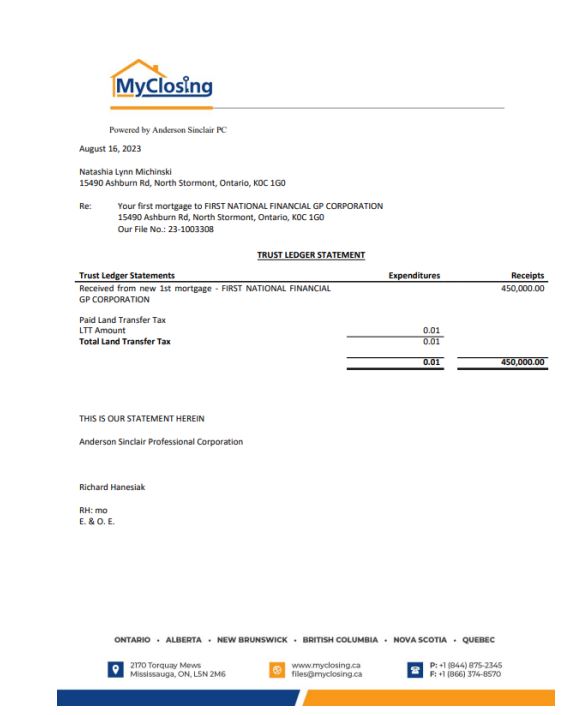 MyClosing
Powered by Anderson Sinclair PC
August 16, 2023
Natashia Lynn Michinski
15490 Ashburn Rd, North Stormont, Ontario, K0C 1G0
Re: Your first mortgage to FIRST NATIONAL FINANCIAL GP CORPORATION
15490 Ashburn Rd, North Stormont, Ontario, K0C 1G0
Our File No.: 23-1003308
TRUST LEDGER STATEMENT
Trust Ledger Statements Expenditures Receipts
Received from new 1st mortgage - FIRST NATIONAL FINANCIAL 450,000.00
GP CORPORATION
Paid Land Transfer Tax
LTT Amount 0.01
Total Land Transfer Tax 0.01
0.01 450,000.00
THIS IS OUR STATEMENT HEREIN
Anderson Sinclair Professional Corporation
Richard Hanesiak
RH: mo
E. & O. E.
ONTARIO • ALBERTA • NEW BRUNSWICK • BRITISH COLUMBIA • NOVA SCOTIA • QUEBEC
2170 Torquay Mews www.myclosing.ca P: +1 (844) 875-2345
Mississauga, ON, L5N 2M6 files@myclosing.ca F: +1 (866) 374-8570